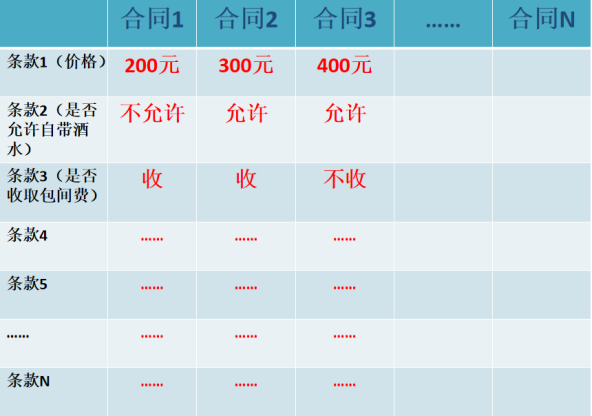 合同1 合同2 合同3 …… 合同N
条款1（价格） 200元 300元 400元
条款2（是否
允许自带酒
水） 不允许 允许 允许
条款3（是否
收取包间费） 收 收 不收
条款4 …… …… ……
条款5 …… …… ……
…… …… …… ……
条款N …… …… ……